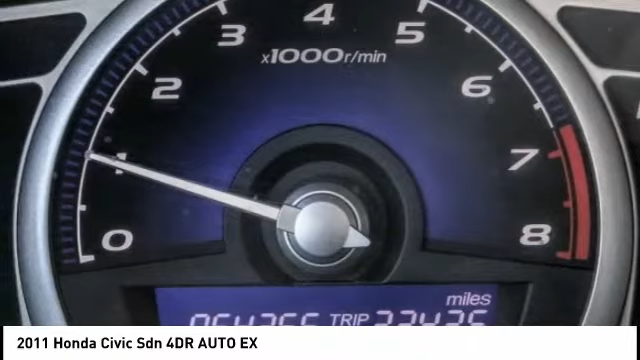 4
3 5
x1000r/min
2 6
1 7
0 8
miles
TRIP
2011 Honda Civic Sdn 4DR AUTO EX